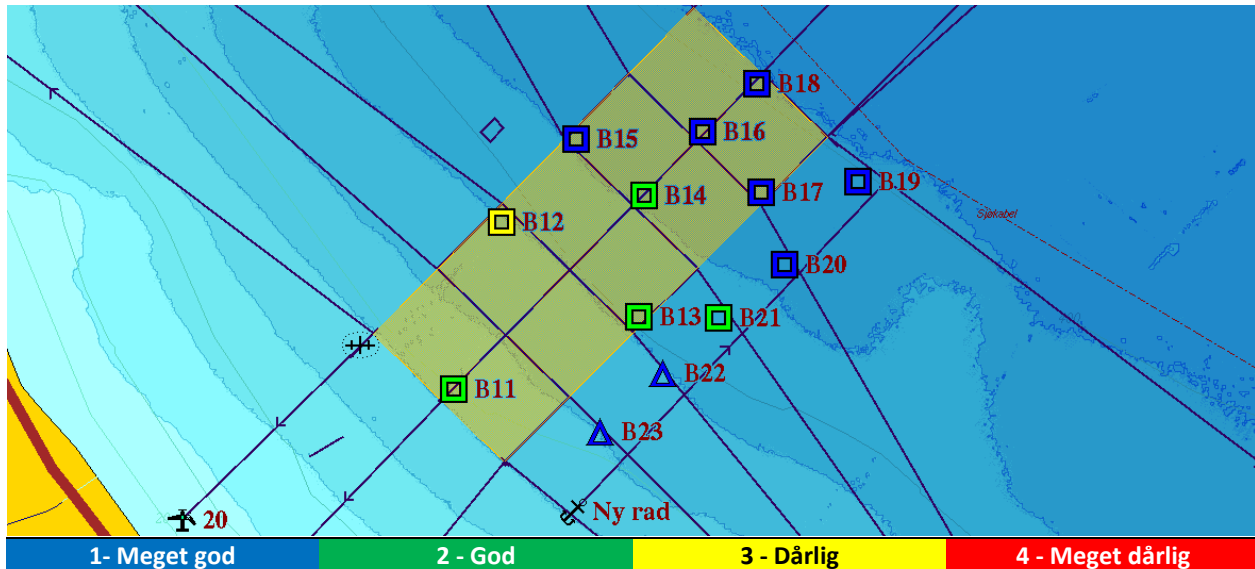 B18
B16
B15
B19
B17
B14
Sjøkabel
B12
B20
B13
B21
B22
B11
B23
Ny rad
20
1- Meget god
2 - God
3 - Dårlig
4 - Meget dårlig